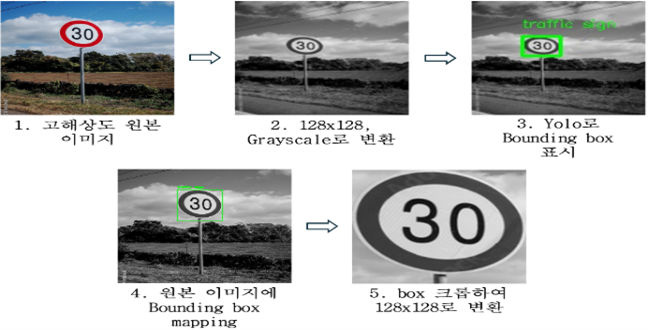 30
30
traffic sign
30
1. 고해상도 원본
이미지
2. 128x128,
Grayscale로 변환
3. Yolo로
Bounding box
표시
30
30
4. 원본 이미지에
Bounding box
mapping
5. box 크롭하여
128x128로 변환